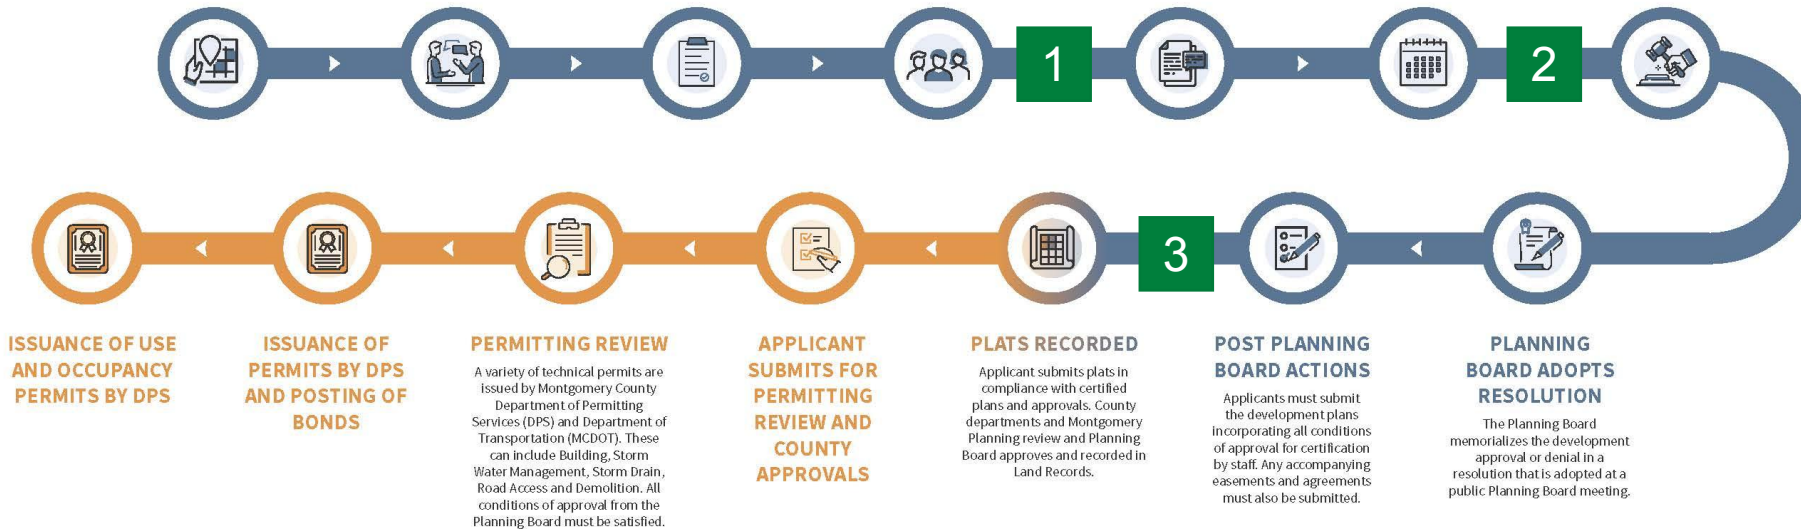 1
2
3
ISSUANCE OF USE
AND OCCUPANCY
PERMITS BY DPS
ISSUANCE OF
PERMITS BY DPS
AND POSTING OF
BONDS
PERMITTING REVIEW
A variety of technical permits are
issued by Montgomery County
Department of Permitting
Services (DPS) and Department of
Transportation (MCDOT). These
can include Building, Storm
Water Management, Storm Drain,
Road Access and Demolition. All
conditions of approval from the
Planning Board must be satisfied.
APPLICANT
SUBMITS FOR
PERMITTING
REVIEW AND
COUNTY
APPROVALS
PLATS RECORDED
Applicant submits plats in
compliance with certified
plans and approvals. County
departments and Montgomery
Planning review and Planning
Board approves and recorded in
Land Records.
POST PLANNING
BOARD ACTIONS
Applicants must submit
the development plans
incorporating all conditions
of approval for certification
by staff. Any accompanying
easements and agreements
must also be submitted.
PLANNING
BOARD ADOPTS
RESOLUTION
The Planning Board
memorializes the development
approval or denial in a
resolution that is adopted at a
public Planning Board meeting.